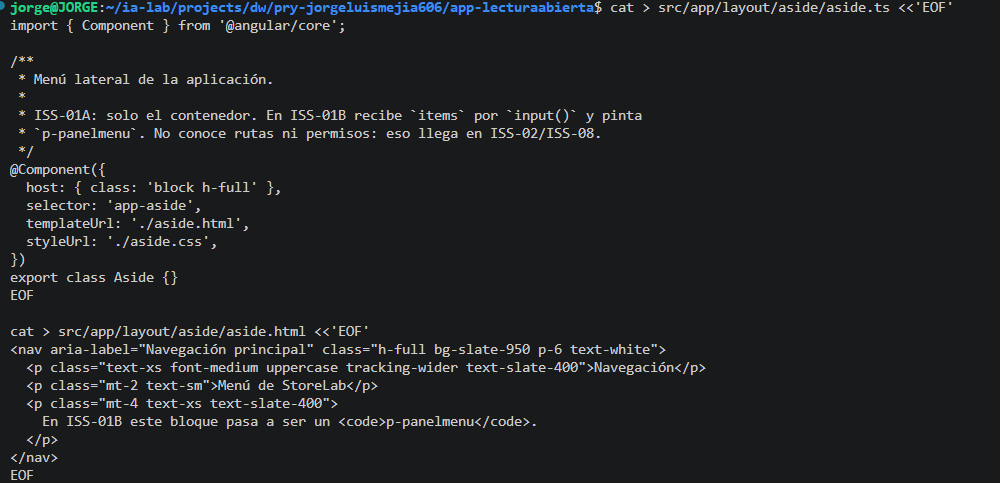 jorge@JORGE:~/ia-lab/projects/dw/pry-jorgeluismejia606/app-lecturaabierta$ cat > src/app/layout/aside/aside.ts <<'EOF'
import { Component } from '@angular/core';

/**
 * Menú lateral de la aplicación.
 *
 * ISS-01A: solo el contenedor. En ISS-01B recibe `items` por `input()` y pinta
 * `p-panelmenu`. No conoce rutas ni permisos: eso llega en ISS-02/ISS-08.
 */
@Component({
  host: { class: 'block h-full' },
  selector: 'app-aside',
  templateUrl: './aside.html',
  styleUrl: './aside.css',
})
export class Aside {}
EOF

cat > src/app/layout/aside/aside.html <<'EOF'
<nav aria-label="Navegación principal" class="h-full bg-slate-950 p-6 text-white">
  <p class="text-xs font-medium uppercase tracking-wider text-slate-400">Navegación</p>
  <p class="mt-2 text-sm">Menú de StoreLab</p>
  <p class="mt-4 text-xs text-slate-400">
    En ISS-01B este bloque pasa a ser un <code>p-panelmenu</code>.
  </p>
</nav>
EOF